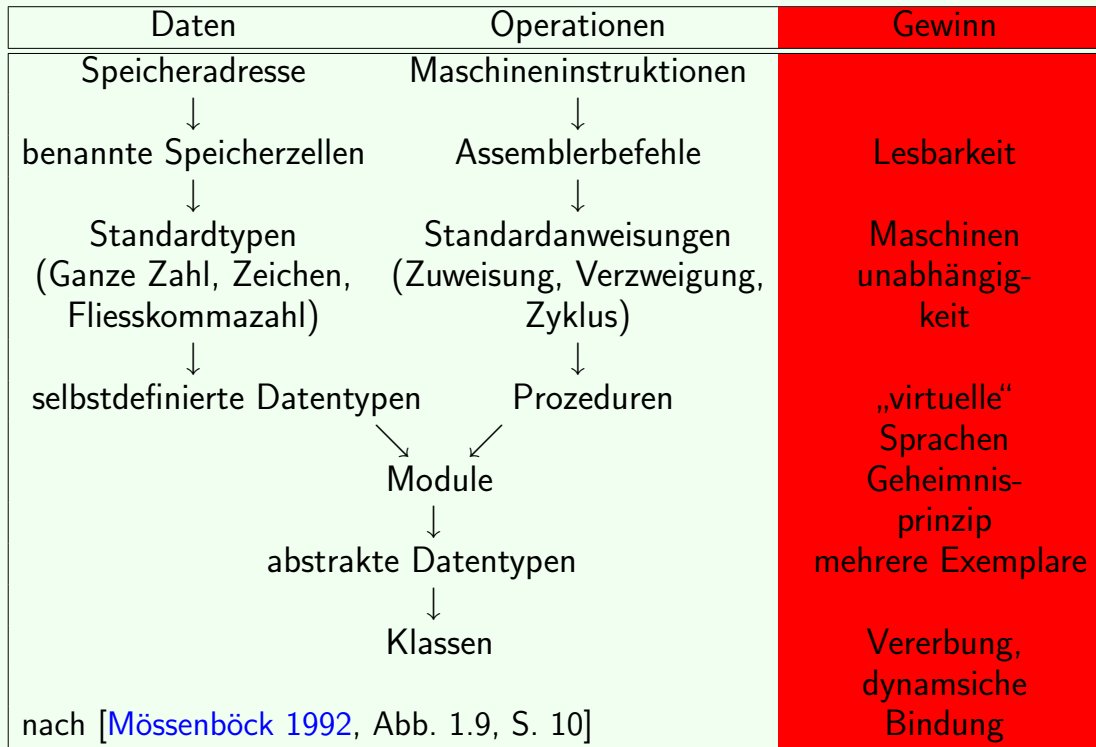 Daten Operationen Gewinn
Speicheradresse Maschineninstruktionen
↓ ↓
benannte Speicherzellen Assemblerbefehle Lesbarkeit
↓ ↓
Standardtypen Standardanweisungen Maschinen
(Ganze Zahl, Zeichen, (Zuweisung, Verzweigung, unabhängig-
Fliesskommazahl) Zyklus) keit
↓ ↓
selbstdefinierte Datentypen Prozeduren „virtuelle“
↘ ↙ Sprachen
Module Geheimnis-
↓ prinzip
abstrakte Datentypen mehrere Exemplare
↓
Klassen Vererbung,
dynamsiche
nach [Mössenböck 1992, Abb. 1.9, S. 10] Bindung